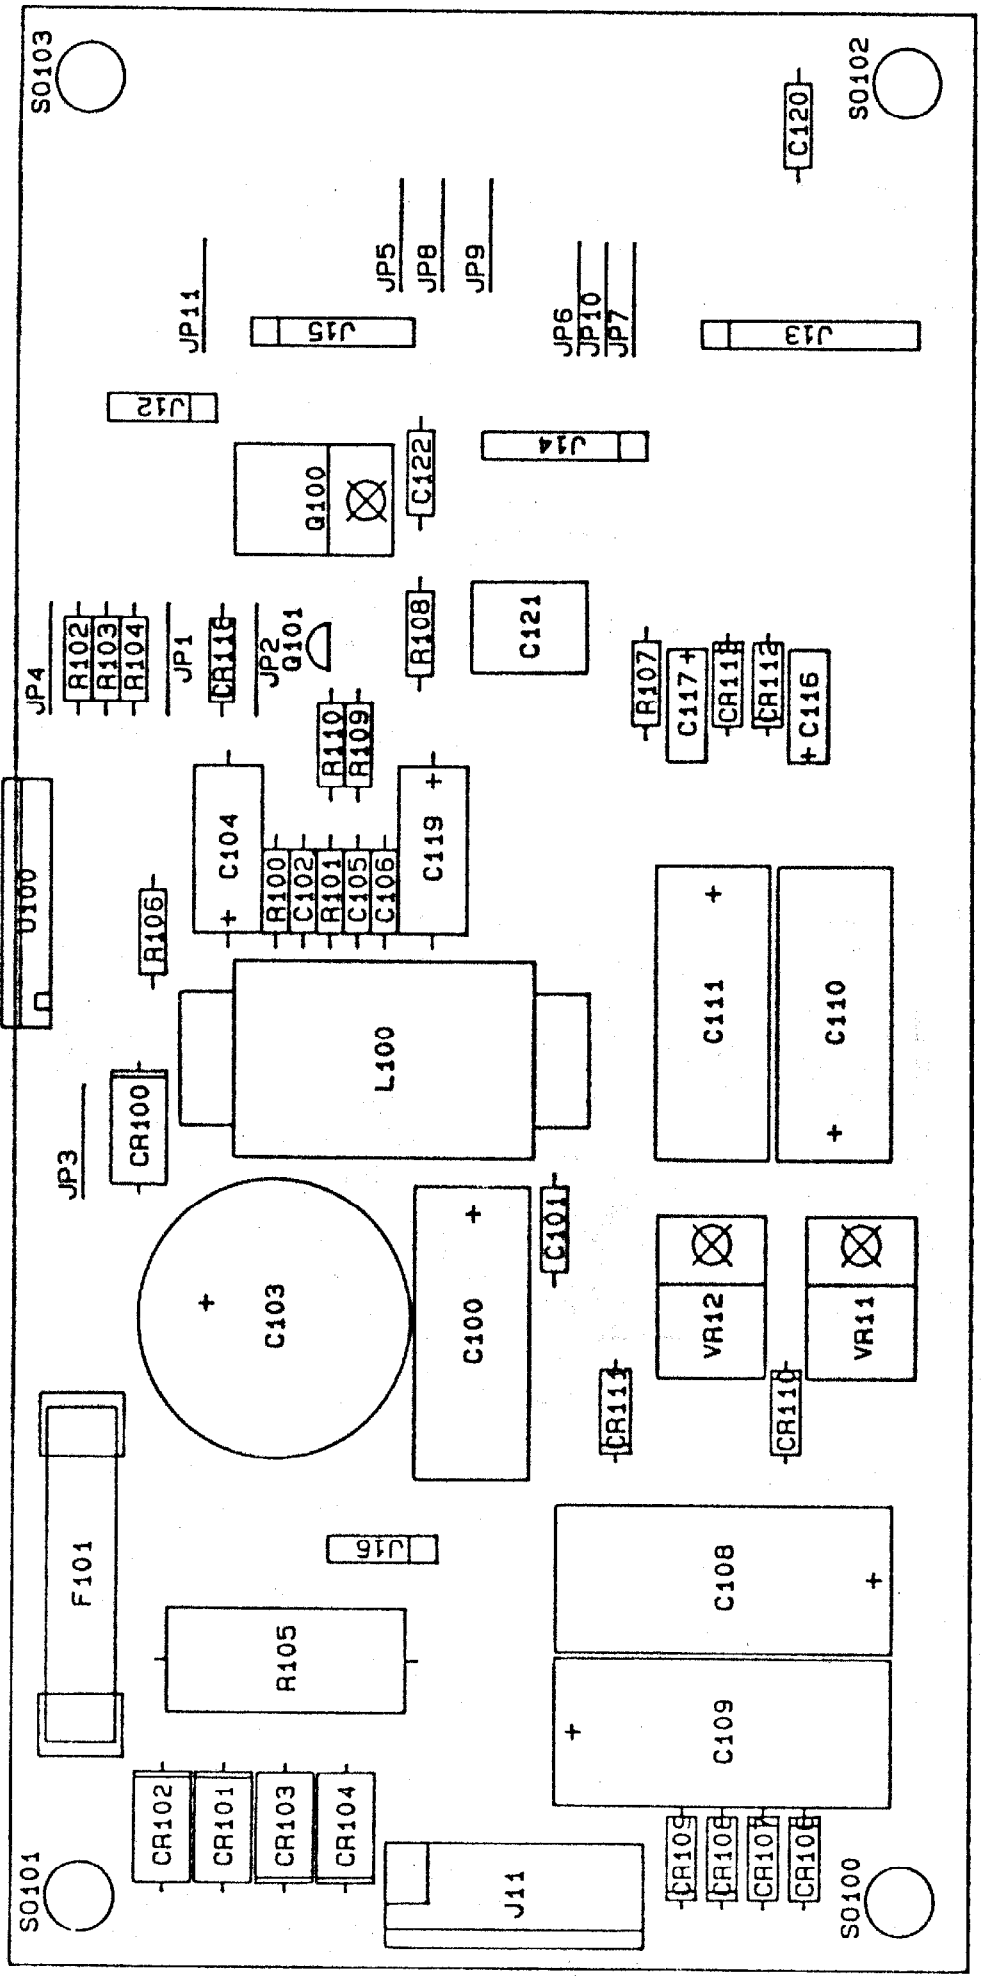 SO103
SO102
C120
JP5
JP8
JP9
JP11
J15
JP6
JP10
JP7
J13
J12
J14
Q100
C122
JP4
R102
R103
R104
JP1
CR116
JP2
Q101
R108
C121
R107
C117 +
CR113
CR112
+ C116
R110
R109
C104
+
R100
C102
R101
C105
C106
C119
+
U100
R106
C111
+
C110
+
L100
JP3
CR100
C103
+
C100
+
C101
VR12
VR11
CR111
CR110
F101
J16
C108
+
R105
C109
+
CR102
CR101
CR103
CR104
SO101
J11
CR109
CR108
CR107
CR106
SO100